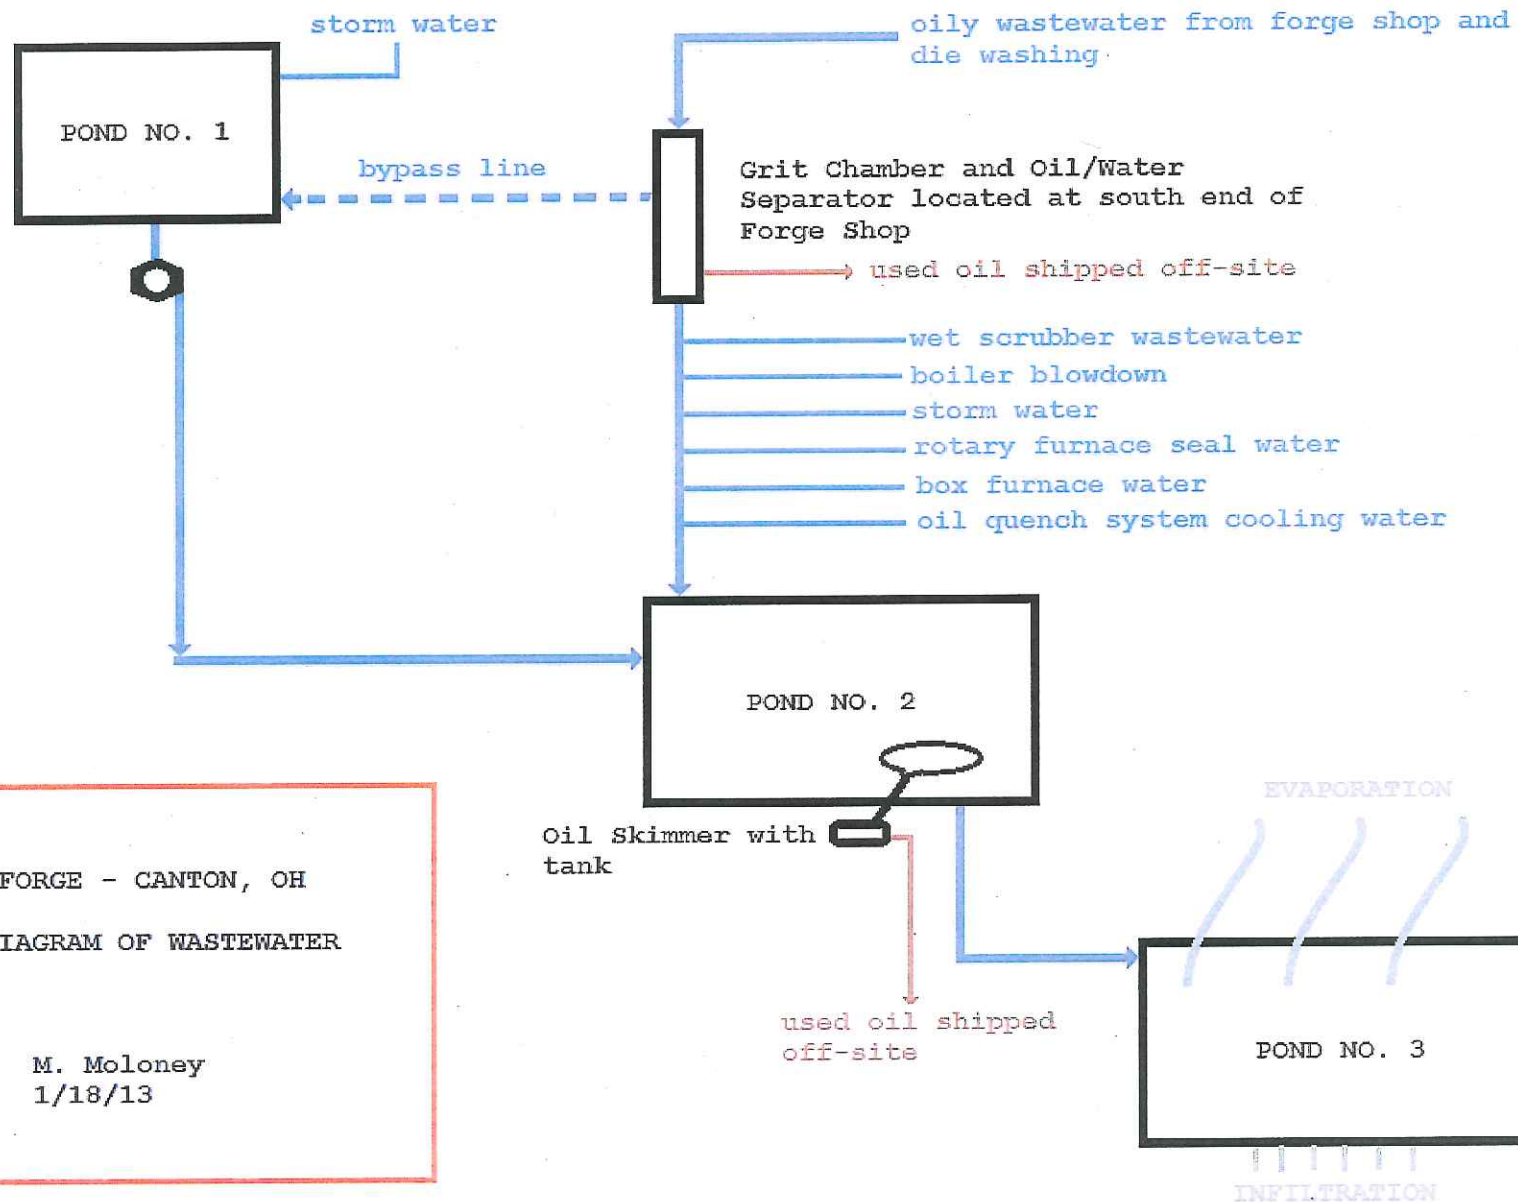 storm water
oily wastewater from forge shop and
die washing
POND NO. 1
bypass line
Grit Chamber and Oil/Water
Separator located at south end of
Forge Shop
used oil shipped off-site
wet scrubber wastewater
boiler blowdown
storm water
rotary furnace seal water
box furnace water
oil quench system cooling water
POND NO. 2
Oil Skimmer with
tank
used oil shipped
off-site
EVAPORATION
POND NO. 3
INFILTRATION
FORGE - CANTON, OH
IAGRAM OF WASTEWATER
M. Moloney
1/18/13